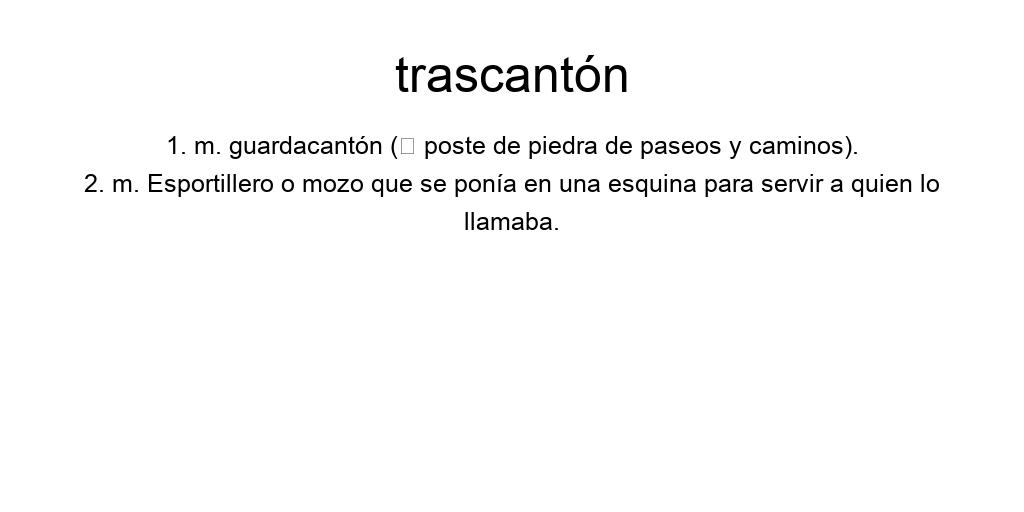 trascantón
1. m. guardacantón (▯ poste de piedra de paseos y caminos).
2. m. Esportillero o mozo que se ponía en una esquina para servir a quien lo
llamaba.